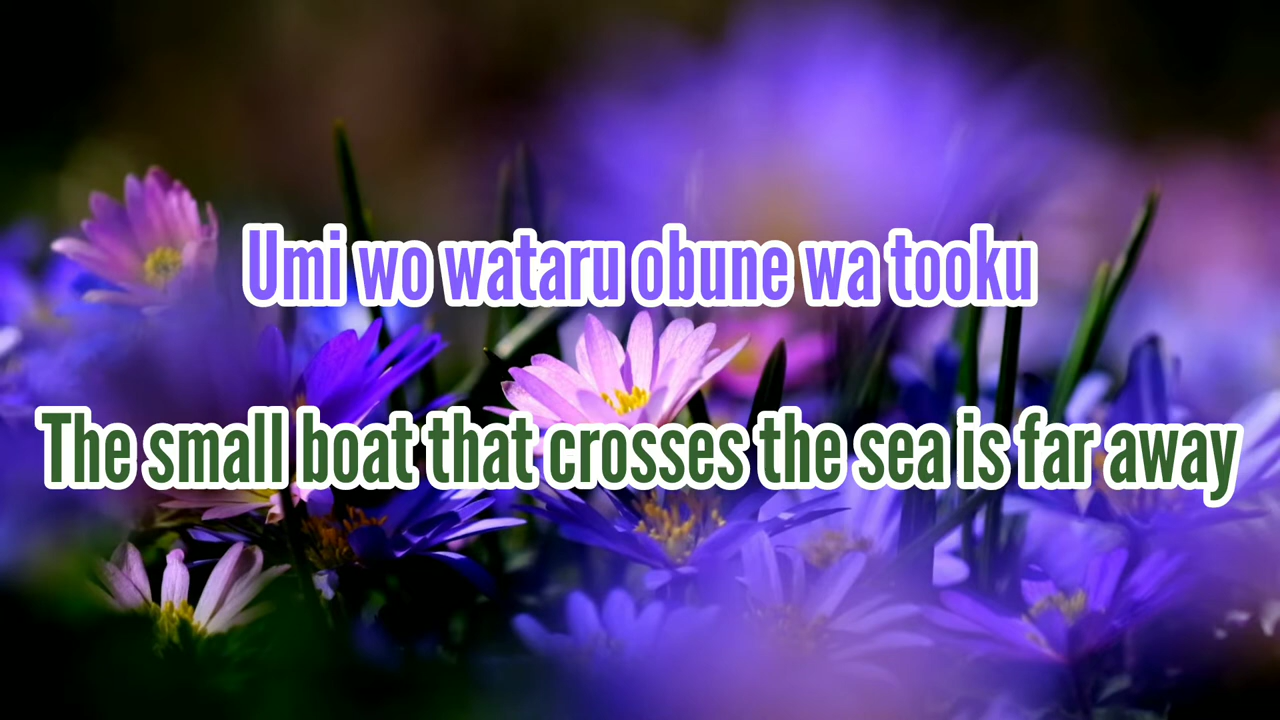 Umi wo wataru obune wa tooku
The small boat that crosses the sea is far away